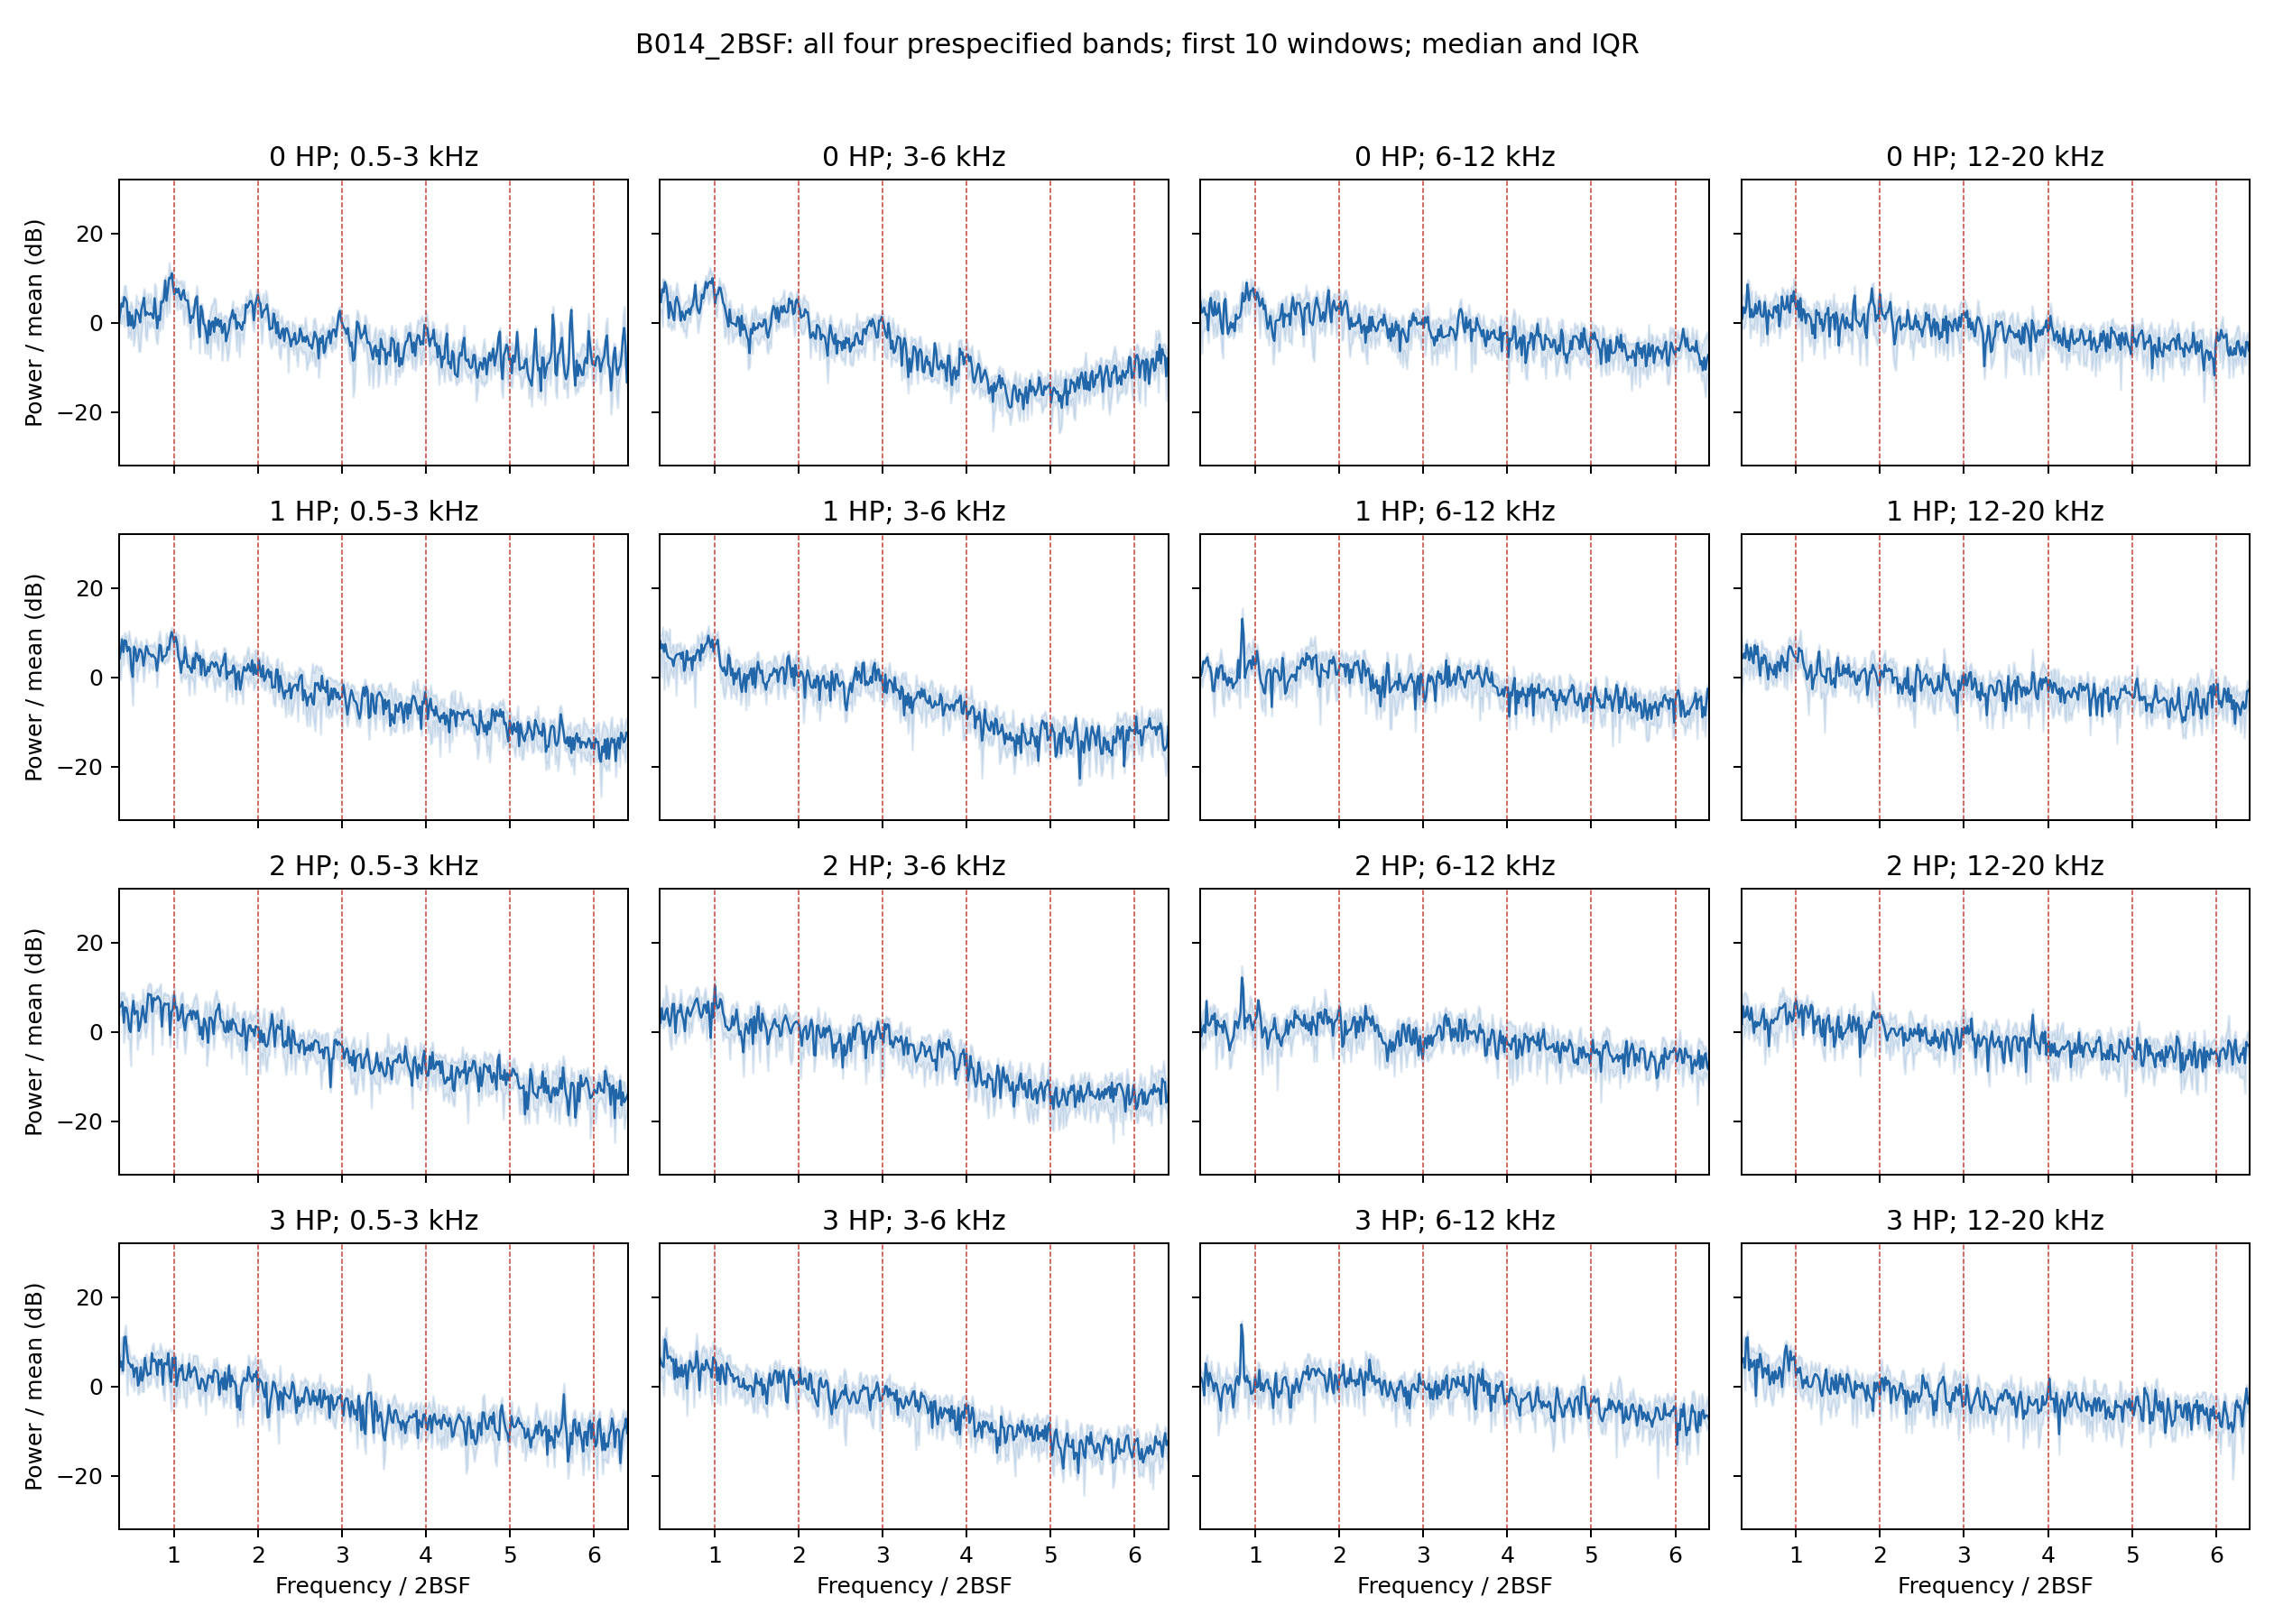 B014_2BSF: all four prespecified bands; first 10 windows; median and IQR
0 HP; 0.5-3 kHz
0 HP; 3-6 kHz
0 HP; 6-12 kHz
0 HP; 12-20 kHz
Power / mean (dB)
20
0
−20
1 HP; 0.5-3 kHz
1 HP; 3-6 kHz
1 HP; 6-12 kHz
1 HP; 12-20 kHz
Power / mean (dB)
20
0
−20
2 HP; 0.5-3 kHz
2 HP; 3-6 kHz
2 HP; 6-12 kHz
2 HP; 12-20 kHz
Power / mean (dB)
20
0
−20
3 HP; 0.5-3 kHz
3 HP; 3-6 kHz
3 HP; 6-12 kHz
3 HP; 12-20 kHz
Power / mean (dB)
20
0
−20
1 2 3 4 5 6
1 2 3 4 5 6
1 2 3 4 5 6
1 2 3 4 5 6
Frequency / 2BSF
Frequency / 2BSF
Frequency / 2BSF
Frequency / 2BSF